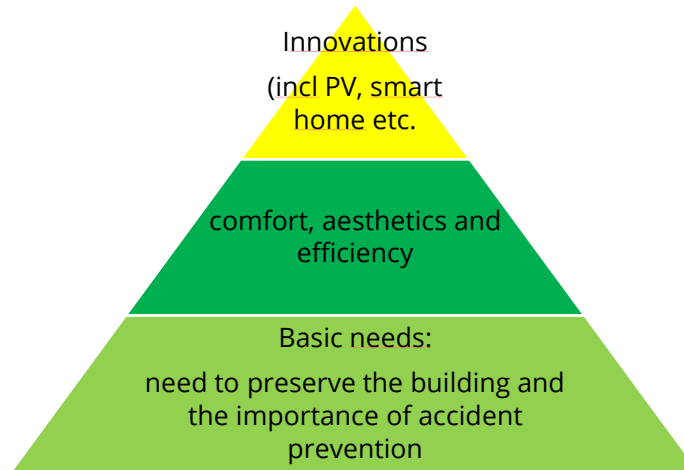 Innovations
(incl PV, smart
home etc.
comfort, aesthetics and
efficiency
Basic needs:
need to preserve the building and
the importance of accident
prevention